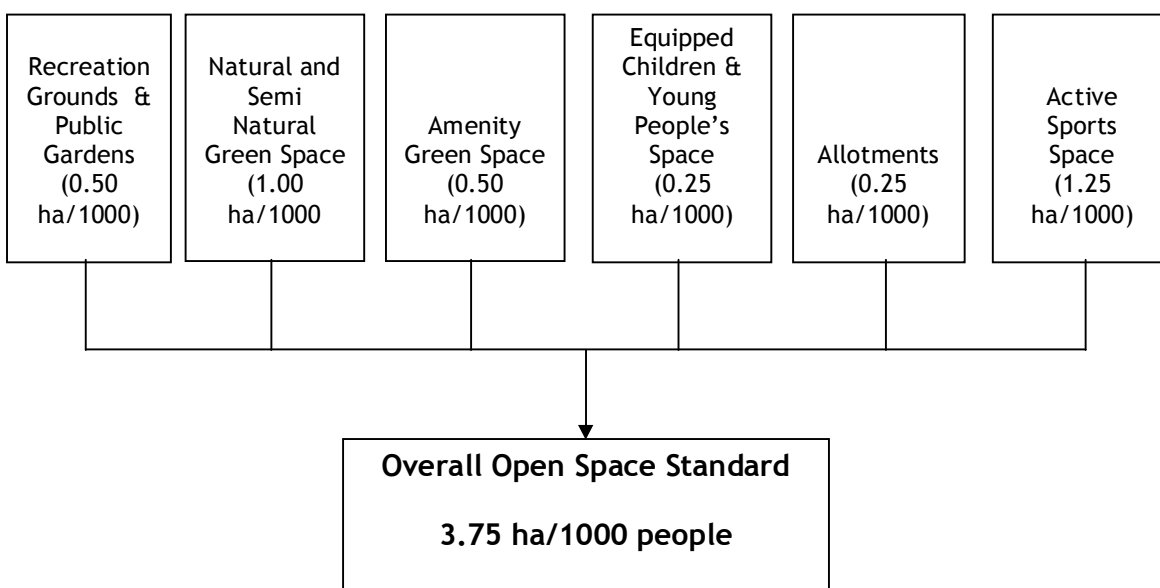 Recreation
Grounds & 
Public
Gardens
(0.50
ha/1000)
Natural and
Semi
Natural
Green Space
(1.00
ha/1000
Amenity
Green Space
(0.50
ha/1000)
Equipped
Children &
Young
People’s
Space
(0.25
ha/1000)
Allotments
(0.25
ha/1000)
Active
Sports
Space
(1.25
ha/1000)
Overall Open Space Standard
3.75 ha/1000 people